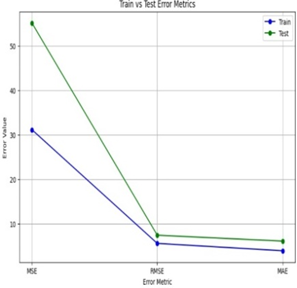 Train vs Test Error Metrics
Train
Test
50
40
30
20
10
Error Value
MSE
RMSE
MAE
Error Metric